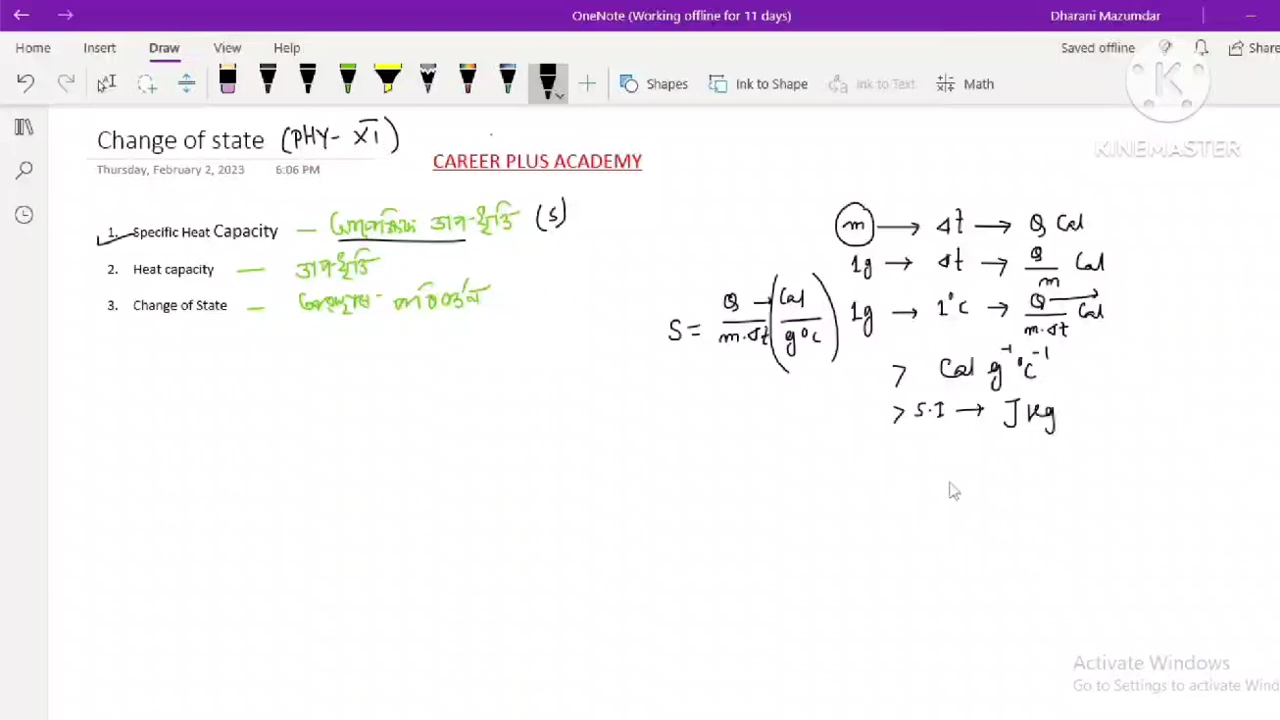 OneNote (Working offline for 11 days)
Dharani Mazumdar
Home Insert Draw View Help
Saved offline
Share
Shapes
Ink to Shape
Ink to Text
Math
K
KINEMASTER
Change of state (PHY- XI)
Thursday, February 2, 2023 6:06 PM
CAREER PLUS ACADEMY
1. Specific Heat Capacity — আপেক্ষিক তাপ-ধৃতি (S)
2. Heat capacity — তাপ-ধৃতি
3. Change of State — অৱস্থাৰ- পৰিবৰ্তন
m → Δt → Q Cal
1g → Δt → Q/m Cal
1g → 1°C → Q/m.Δt Cal
S = Q/m.Δt → (Cal/g°C)
> Cal g⁻¹ °C⁻¹
> S.I → J Kg
Activate Windows
Go to Settings to activate Wind